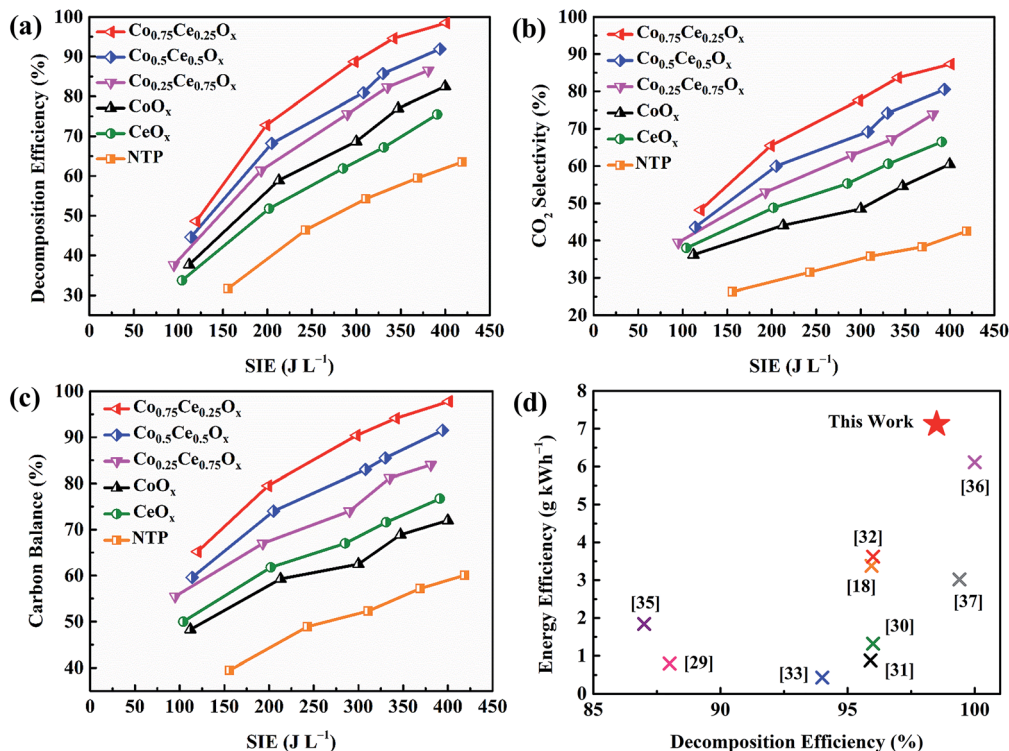 (a)
Co0.75Ce0.25Ox
Co0.5Ce0.5Ox
Co0.25Ce0.75Ox
CoOx
CeOx
NTP
Decomposition Efficiency (%)
100
90
80
70
60
50
40
30
0 50 100 150 200 250 300 350 400 450
SIE (J L⁻¹)
(b)
Co0.75Ce0.25Ox
Co0.5Ce0.5Ox
Co0.25Ce0.75Ox
CoOx
CeOx
NTP
CO2 Selectivity (%)
100
90
80
70
60
50
40
30
20
0 50 100 150 200 250 300 350 400 450
SIE (J L⁻¹)
(c)
Co0.75Ce0.25Ox
Co0.5Ce0.5Ox
Co0.25Ce0.75Ox
CoOx
CeOx
NTP
Carbon Balance (%)
100
90
80
70
60
50
40
0 50 100 150 200 250 300 350 400 450
SIE (J L⁻¹)
(d)
This Work
[36]
[32]
[18]
[37]
[35]
[30]
[29]
[33]
[31]
Energy Efficiency (g kWh⁻¹)
8
7
6
5
4
3
2
1
0
85 90 95 100
Decomposition Efficiency (%)